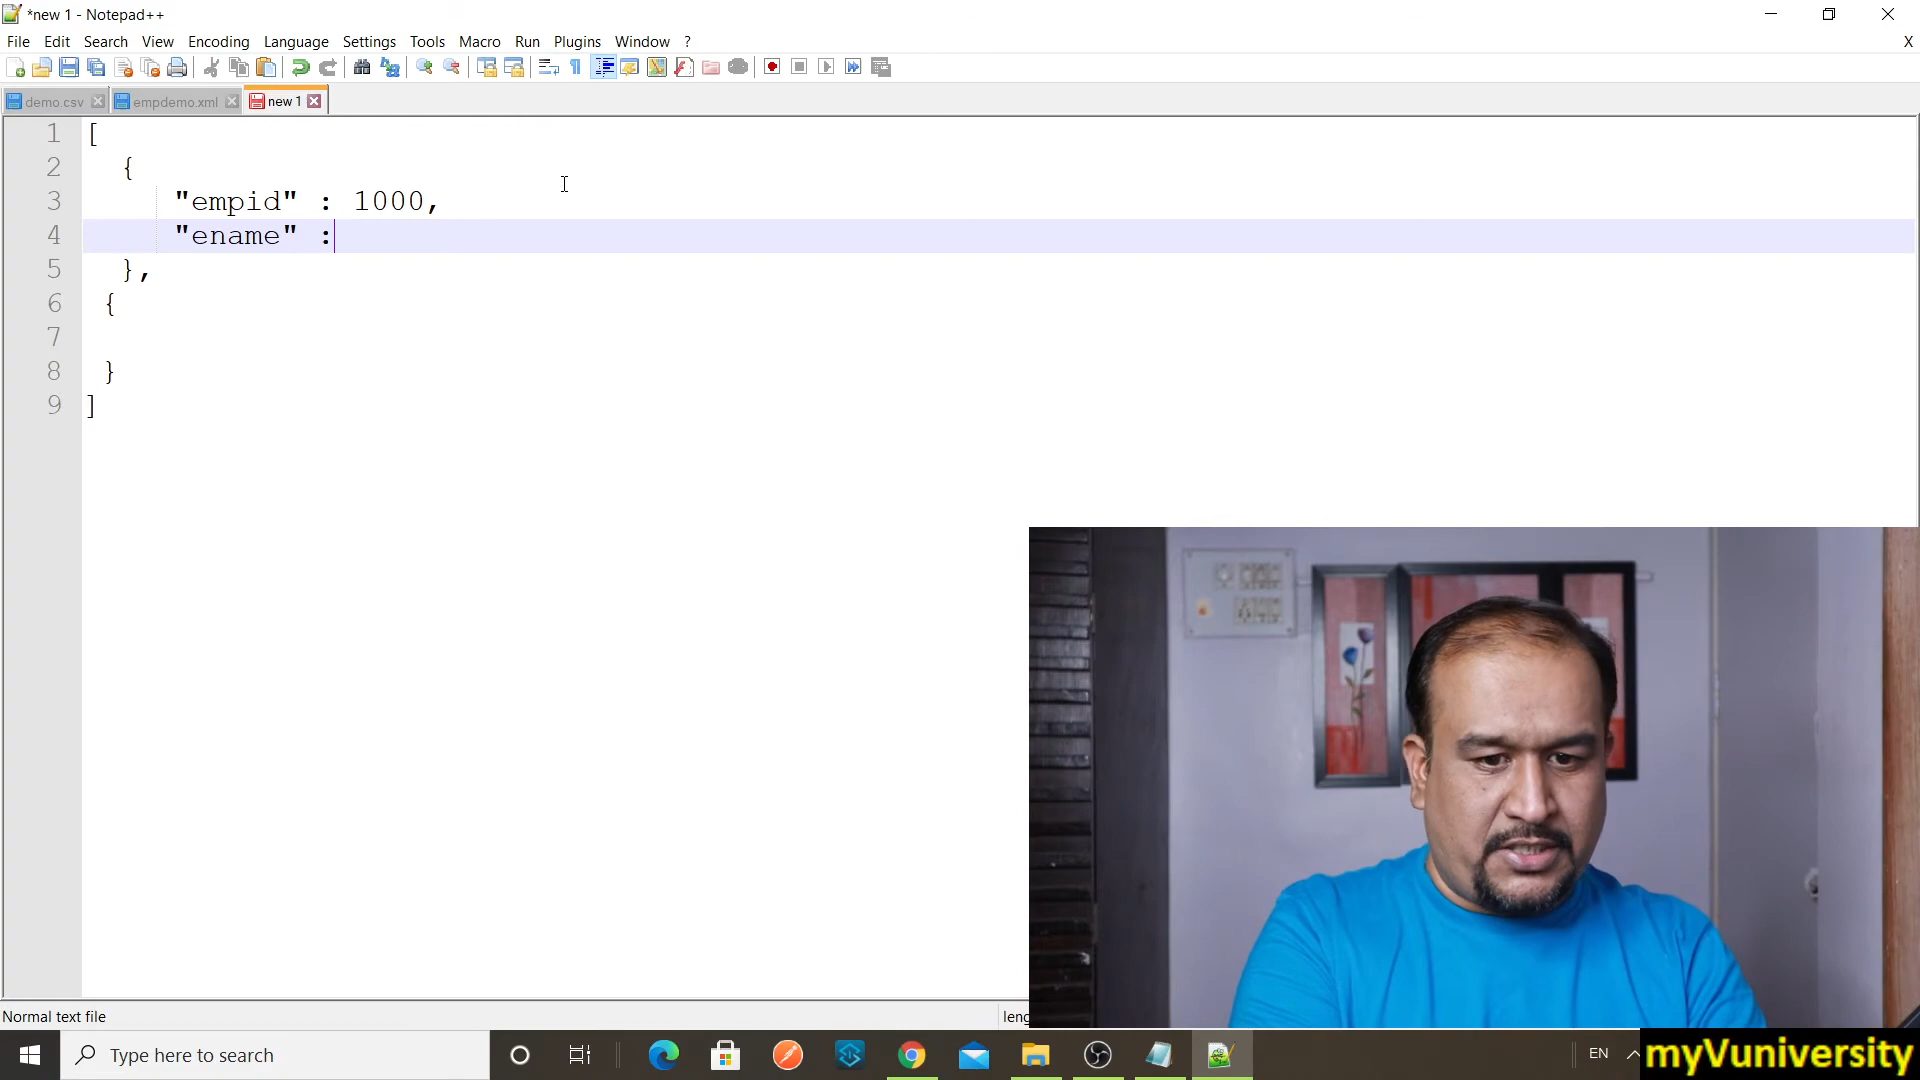 *new 1 - Notepad++
File Edit Search View Encoding Language Settings Tools Macro Run Plugins Window ?
X
demo.csv empdemo.xml new 1
1 [
2 {
3 "empid" : 1000,
4 "ename" :
5 },
6 {
7
8 }
9 ]
Normal text file
leng
Type here to search
EN
myVuniversity